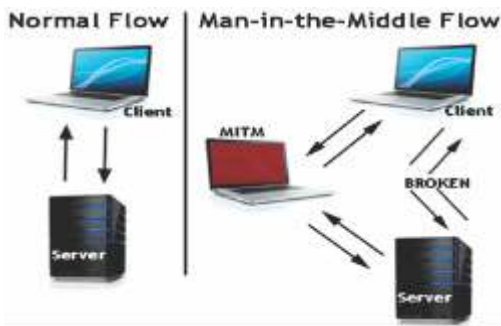 Normal Flow
Client
Server
Man-in-the-Middle Flow
Client
MITM
BROKEN
Server